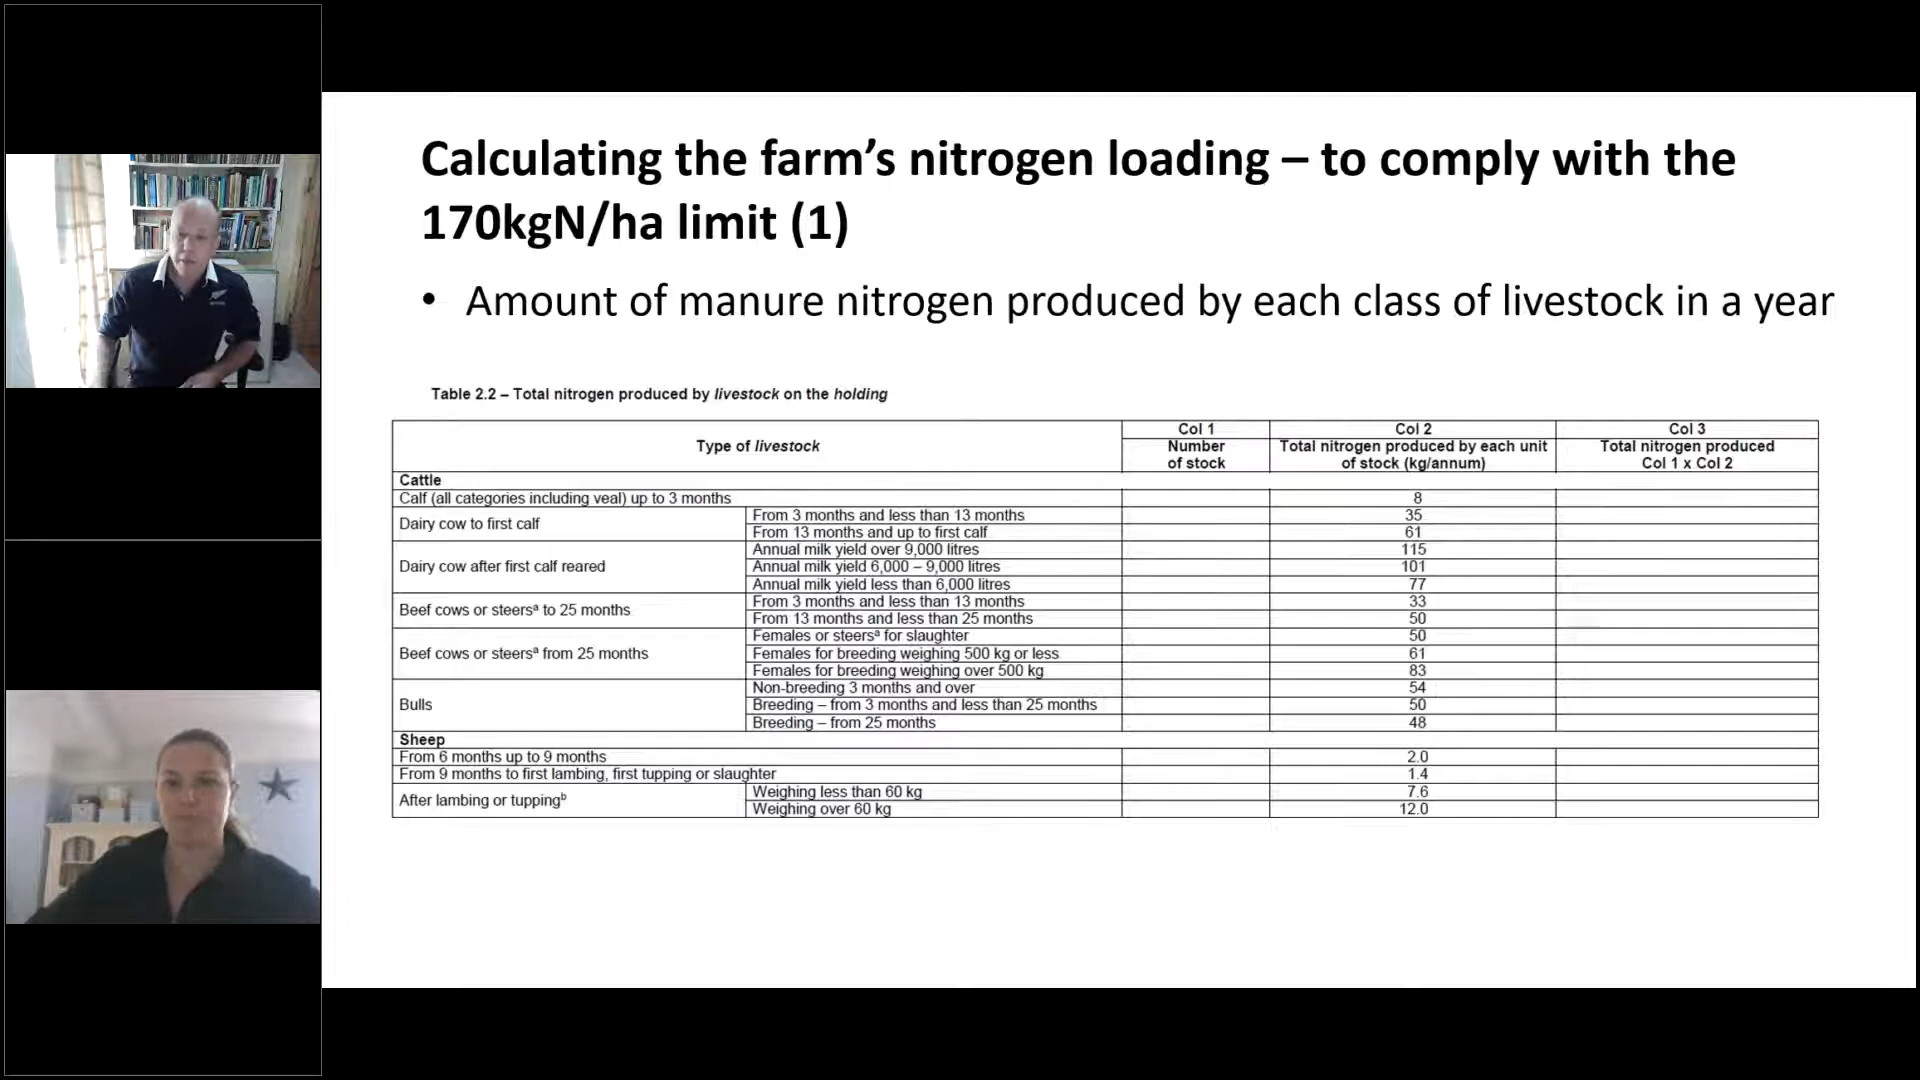 Calculating the farm's nitrogen loading – to comply with the
170kgN/ha limit (1)
• Amount of manure nitrogen produced by each class of livestock in a year
Table 2.2 – Total nitrogen produced by livestock on the holding
Type of livestock
Col 1
Number
of stock
Col 2
Total nitrogen produced by each unit
of stock (kg/annum)
Col 3
Total nitrogen produced
Col 1 x Col 2
Cattle
Calf (all categories including veal) up to 3 months 8
Dairy cow to first calf
From 3 months and less than 13 months 35
From 13 months and up to first calf 61
Dairy cow after first calf reared
Annual milk yield over 9,000 litres 115
Annual milk yield 6,000 – 9,000 litres 101
Annual milk yield less than 6,000 litres 77
Beef cows or steersᵃ to 25 months
From 3 months and less than 13 months 33
From 13 months and less than 25 months 50
Beef cows or steersᵃ from 25 months
Females or steersᵃ for slaughter 50
Females for breeding weighing 500 kg or less 61
Females for breeding weighing over 500 kg 83
Bulls
Non-breeding 3 months and over 54
Breeding – from 3 months and less than 25 months 50
Breeding – from 25 months 48
Sheep
From 6 months up to 9 months 2.0
From 9 months to first lambing, first tupping or slaughter 1.4
After lambing or tuppingᵇ
Weighing less than 60 kg 7.6
Weighing over 60 kg 12.0